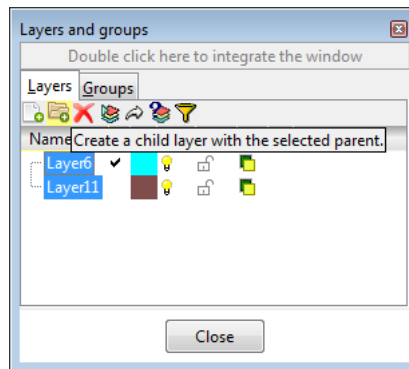 Layers and groups
Double click here to integrate the window
Layers Groups
Name
Create a child layer with the selected parent.
Layer6
Layer11
Close